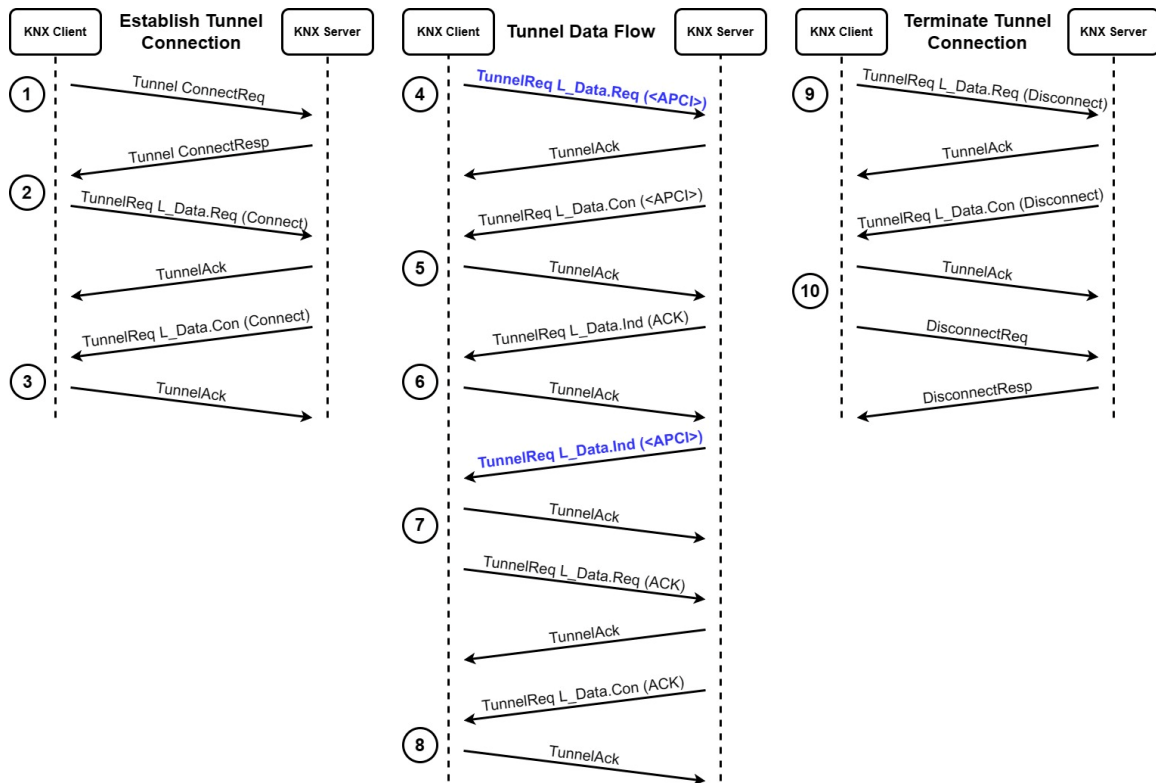 KNX Client
Establish Tunnel
Connection
KNX Server
1
Tunnel ConnectReq
Tunnel ConnectResp
2
TunnelReq L_Data.Req (Connect)
TunnelAck
TunnelReq L_Data.Con (Connect)
3
TunnelAck
KNX Client
Tunnel Data Flow
KNX Server
4
TunnelReq L_Data.Req (<APCI>)
TunnelAck
TunnelReq L_Data.Con (<APCI>)
5
TunnelAck
TunnelReq L_Data.Ind (ACK)
6
TunnelAck
TunnelReq L_Data.Ind (<APCI>)
7
TunnelAck
TunnelReq L_Data.Req (ACK)
TunnelAck
TunnelReq L_Data.Con (ACK)
8
TunnelAck
KNX Client
Terminate Tunnel
Connection
KNX Server
9
TunnelReq L_Data.Req (Disconnect)
TunnelAck
TunnelReq L_Data.Con (Disconnect)
TunnelAck
10
DisconnectReq
DisconnectResp